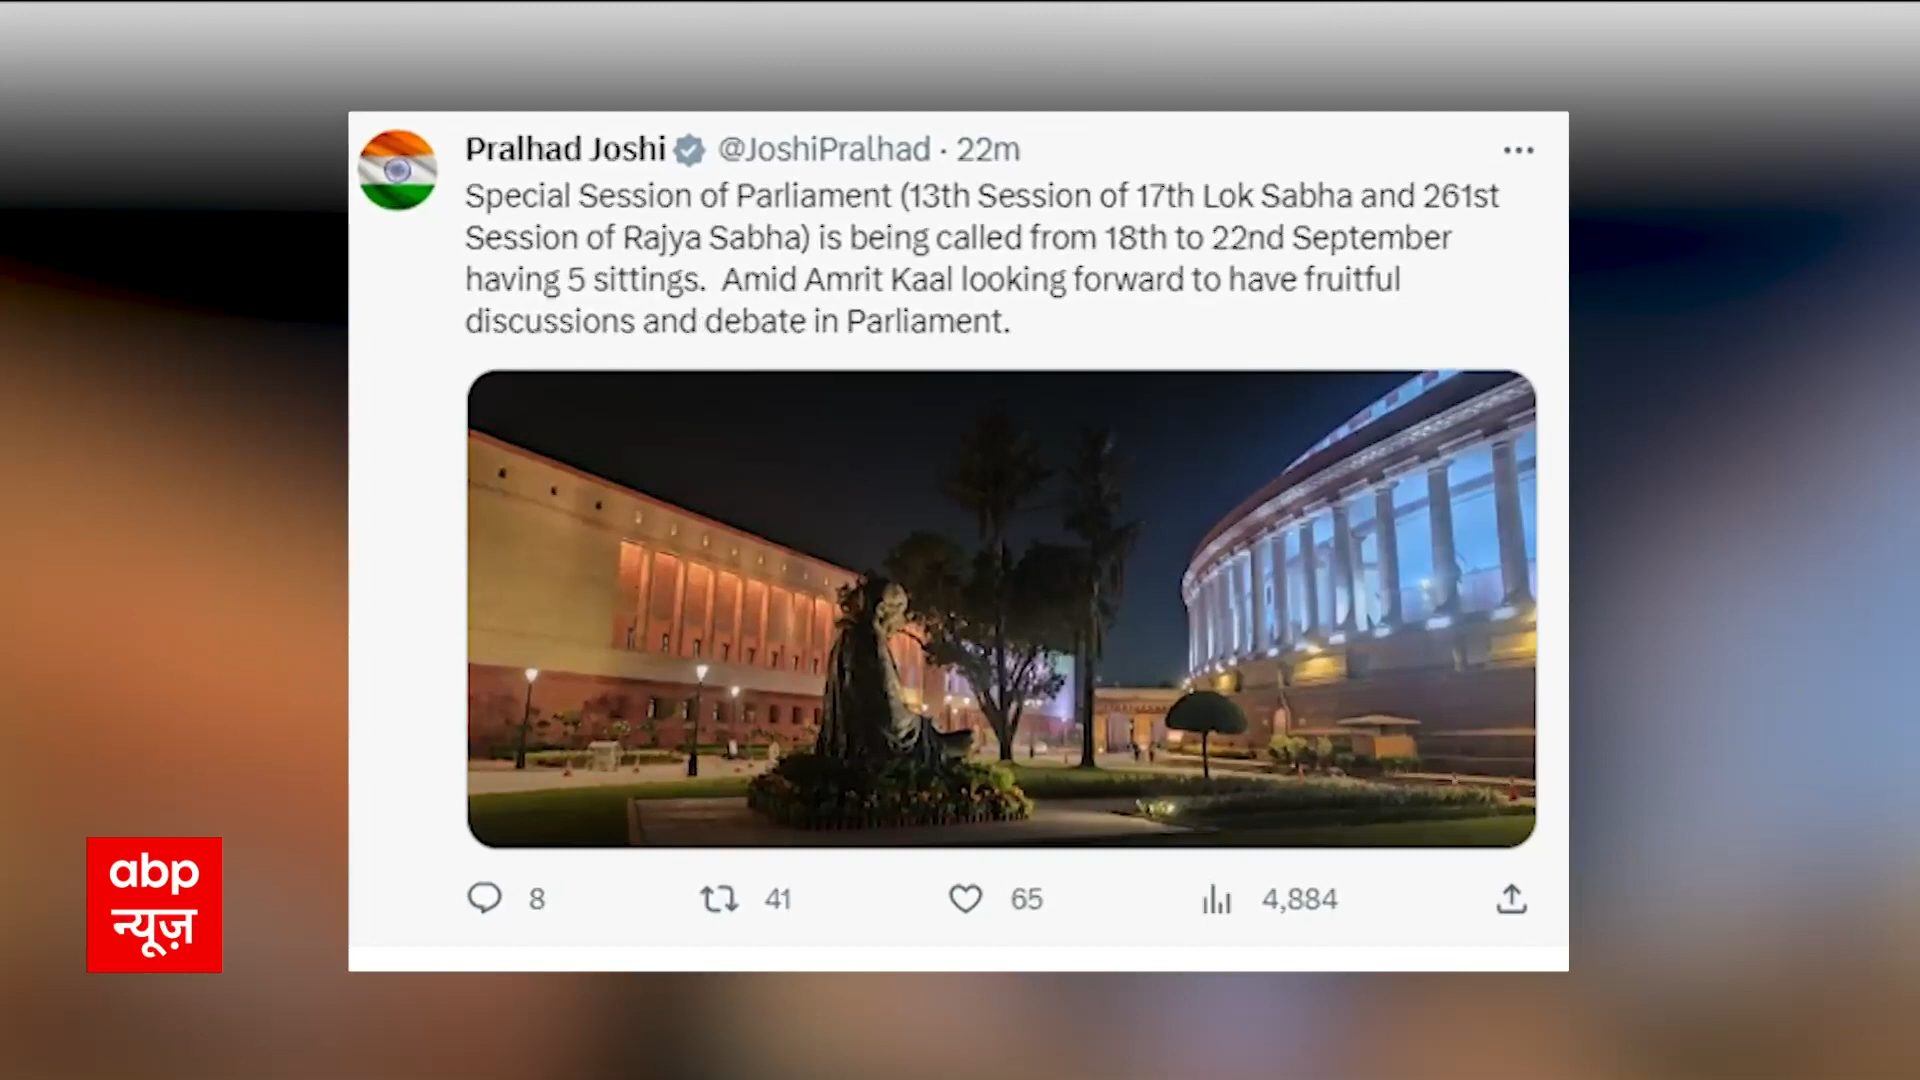 Pralhad Joshi @JoshiPralhad · 22m
Special Session of Parliament (13th Session of 17th Lok Sabha and 261st
Session of Rajya Sabha) is being called from 18th to 22nd September
having 5 sittings. Amid Amrit Kaal looking forward to have fruitful
discussions and debate in Parliament.
8 41 65 4,884
abp
न्यूज़